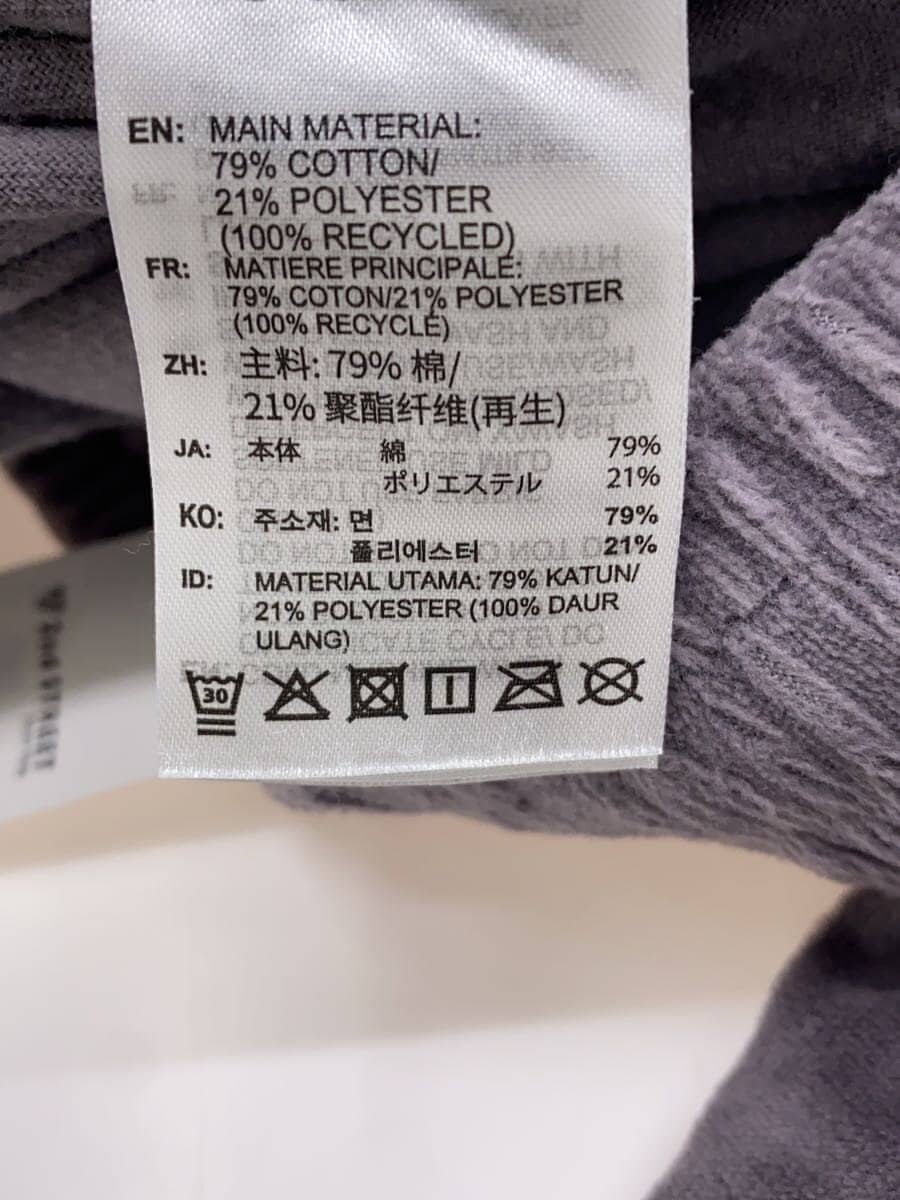 EN: MAIN MATERIAL:
79% COTTON/
21% POLYESTER
(100% RECYCLED)
FR: MATIERE PRINCIPALE:
79% COTON/21% POLYESTER
(100% RECYCLÉ)
ZH: 主料: 79% 棉/
21% 聚酯纤维(再生)
JA: 本体 綿 79%
ポリエステル 21%
KO: 주소재: 면 79%
폴리에스터 21%
ID: MATERIAL UTAMA: 79% KATUN/
21% POLYESTER (100% DAUR
ULANG)
30
2nd STREET